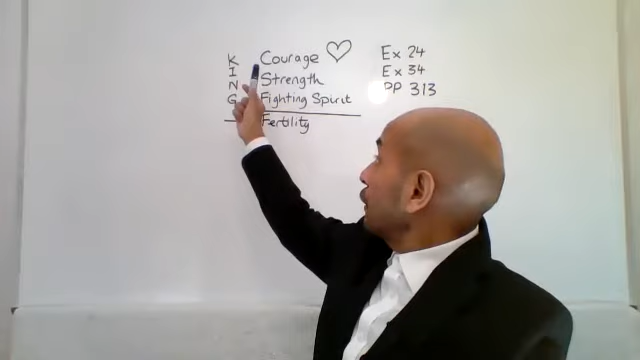 K
I
N
G
Courage
Strength
Fighting Spirit
Fertility
Ex 24
Ex 34
PP 313